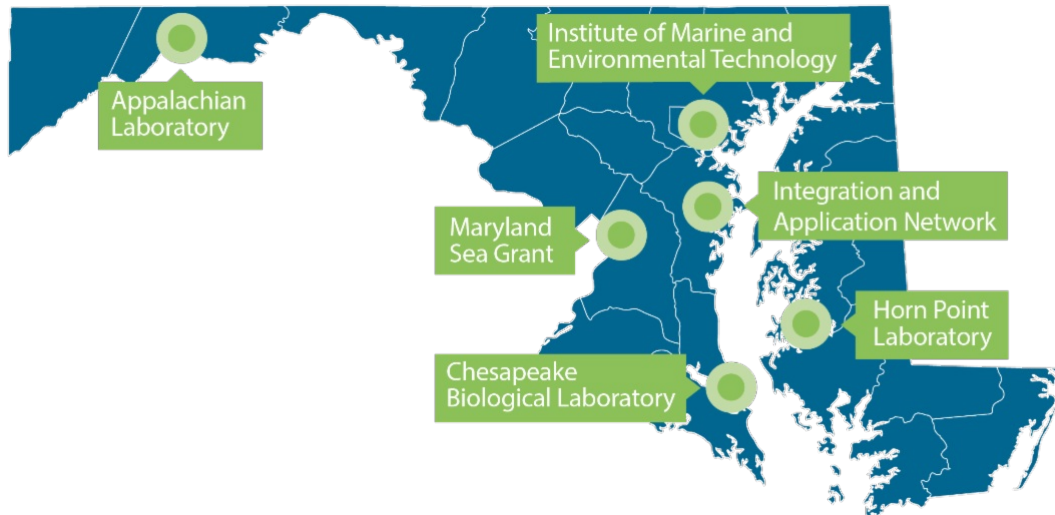 Institute of Marine and
Environmental Technology
Appalachian
Laboratory
Integration and
Application Network
Maryland
Sea Grant
Horn Point
Laboratory
Chesapeake
Biological Laboratory